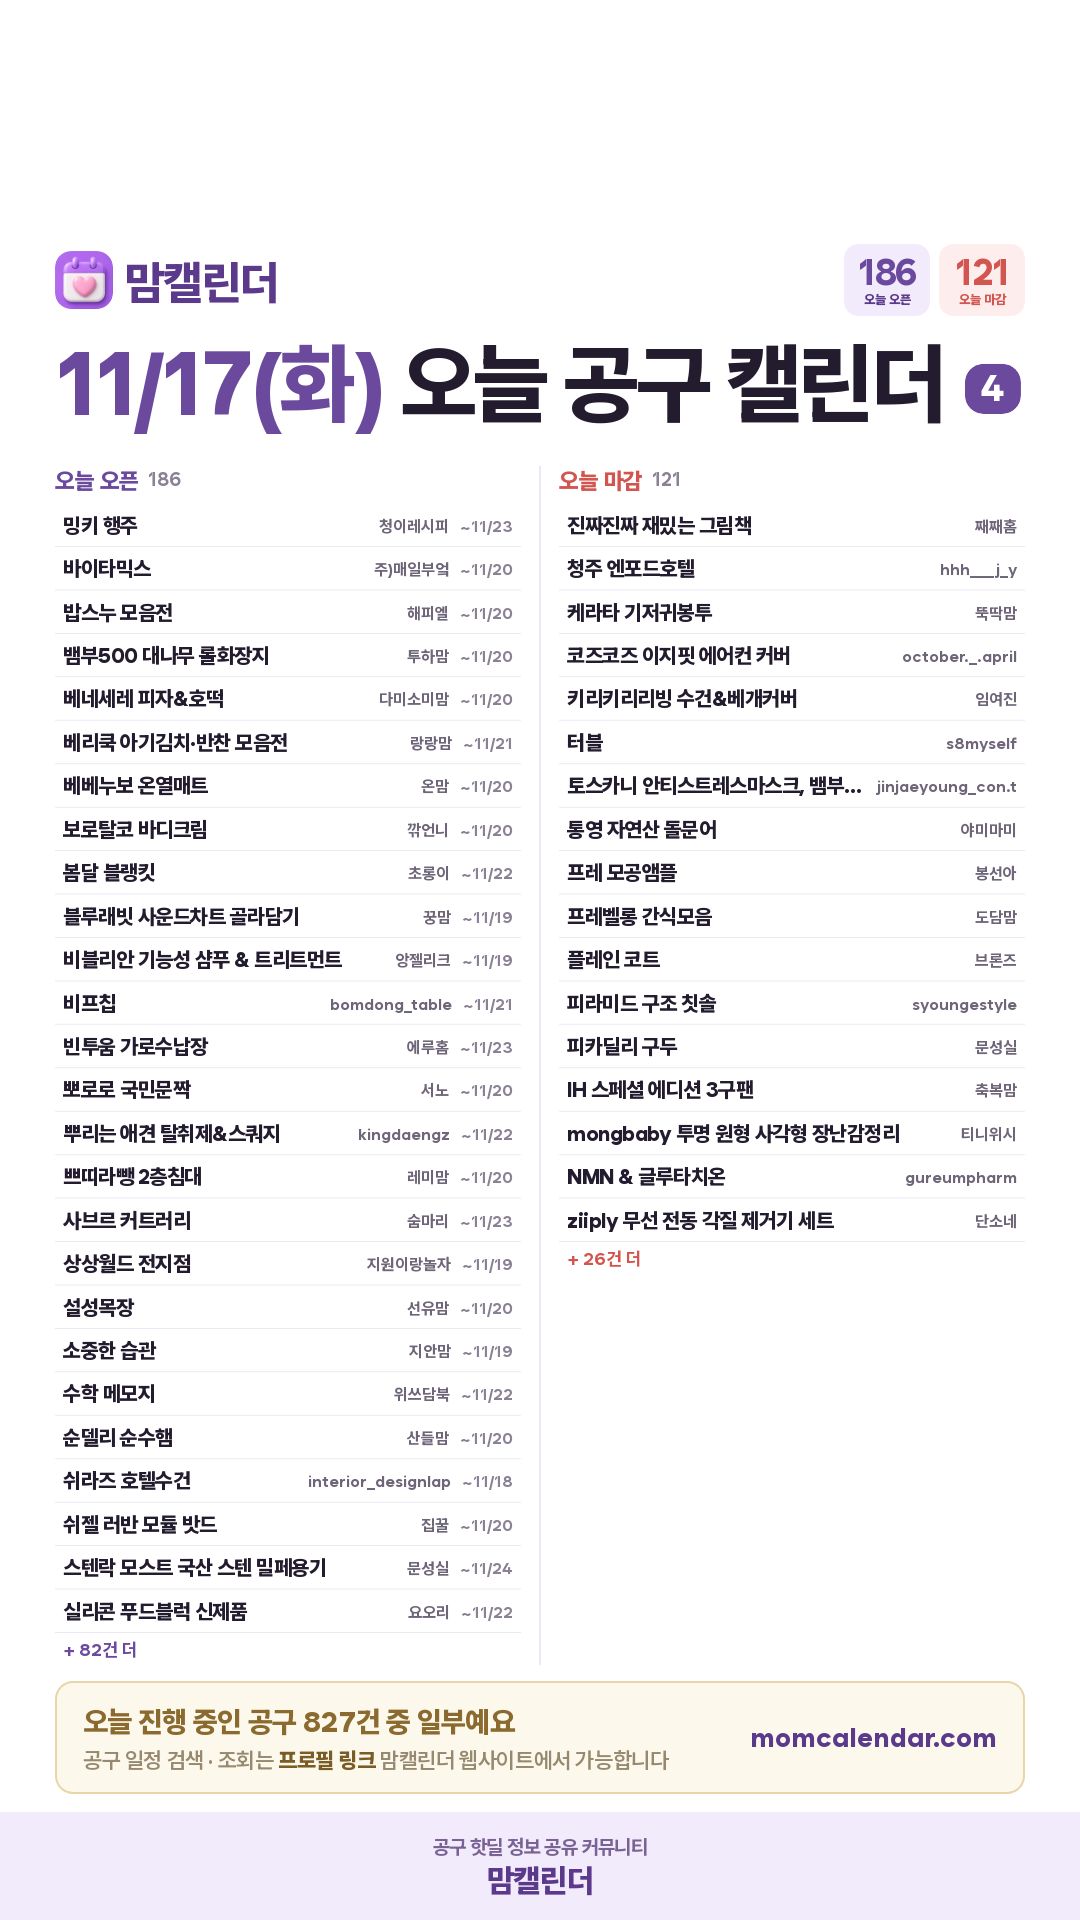 맘캘린더
186
오늘 오픈
121
오늘 마감
11/17(화) 오늘 공구 캘린더 4
오늘 오픈 186
밍키 행주 청이레시피 ~11/23
바이타믹스 주)매일부엌 ~11/20
밥스누 모음전 해피엘 ~11/20
뱀부500 대나무 롤화장지 투하맘 ~11/20
베네세레 피자&호떡 다미소미맘 ~11/20
베리쿡 아기김치·반찬 모음전 랑랑맘 ~11/21
베베누보 온열매트 온맘 ~11/20
보로탈코 바디크림 깎언니 ~11/20
봄달 블랭킷 초롱이 ~11/22
블루래빗 사운드차트 골라담기 꿍맘 ~11/19
비블리안 기능성 샴푸 & 트리트먼트 앙젤리크 ~11/19
비프칩 bomdong_table ~11/21
빈투움 가로수납장 에루홈 ~11/23
뽀로로 국민문짝 서노 ~11/20
뿌리는 애견 탈취제&스쿼지 kingdaengz ~11/22
쁘띠라뺑 2층침대 레미맘 ~11/20
사브르 커트러리 숨마리 ~11/23
상상월드 전지점 지원이랑놀자 ~11/19
설성목장 선유맘 ~11/20
소중한 습관 지안맘 ~11/19
수학 메모지 위쓰담북 ~11/22
순델리 순수햄 산들맘 ~11/20
쉬라즈 호텔수건 interior_designlap ~11/18
쉬젤 러반 모듈 밧드 집꿀 ~11/20
스텐락 모스트 국산 스텐 밀폐용기 문성실 ~11/24
실리콘 푸드블럭 신제품 요오리 ~11/22
+ 82건 더
오늘 마감 121
진짜진짜 재밌는 그림책 째째홈
청주 엔포드호텔 hhh___j_y
케라타 기저귀봉투 뚝딱맘
코즈코즈 이지핏 에어컨 커버 october._.april
키리키리리빙 수건&베개커버 임여진
터블 s8myself
토스카니 안티스트레스마스크, 뱀부... jinjaeyoung_con.t
통영 자연산 돌문어 야미마미
프레 모공앰플 봉선아
프레벨롱 간식모음 도담맘
플레인 코트 브론즈
피라미드 구조 칫솔 syoungestyle
피카딜리 구두 문성실
IH 스페셜 에디션 3구팬 축복맘
mongbaby 투명 원형 사각형 장난감정리 티니위시
NMN & 글루타치온 gureumpharm
ziiply 무선 전동 각질 제거기 세트 단소네
+ 26건 더
오늘 진행 중인 공구 827건 중 일부예요
공구 일정 검색 · 조회는 프로필 링크 맘캘린더 웹사이트에서 가능합니다
momcalendar.com
공구 핫딜 정보 공유 커뮤니티
맘캘린더